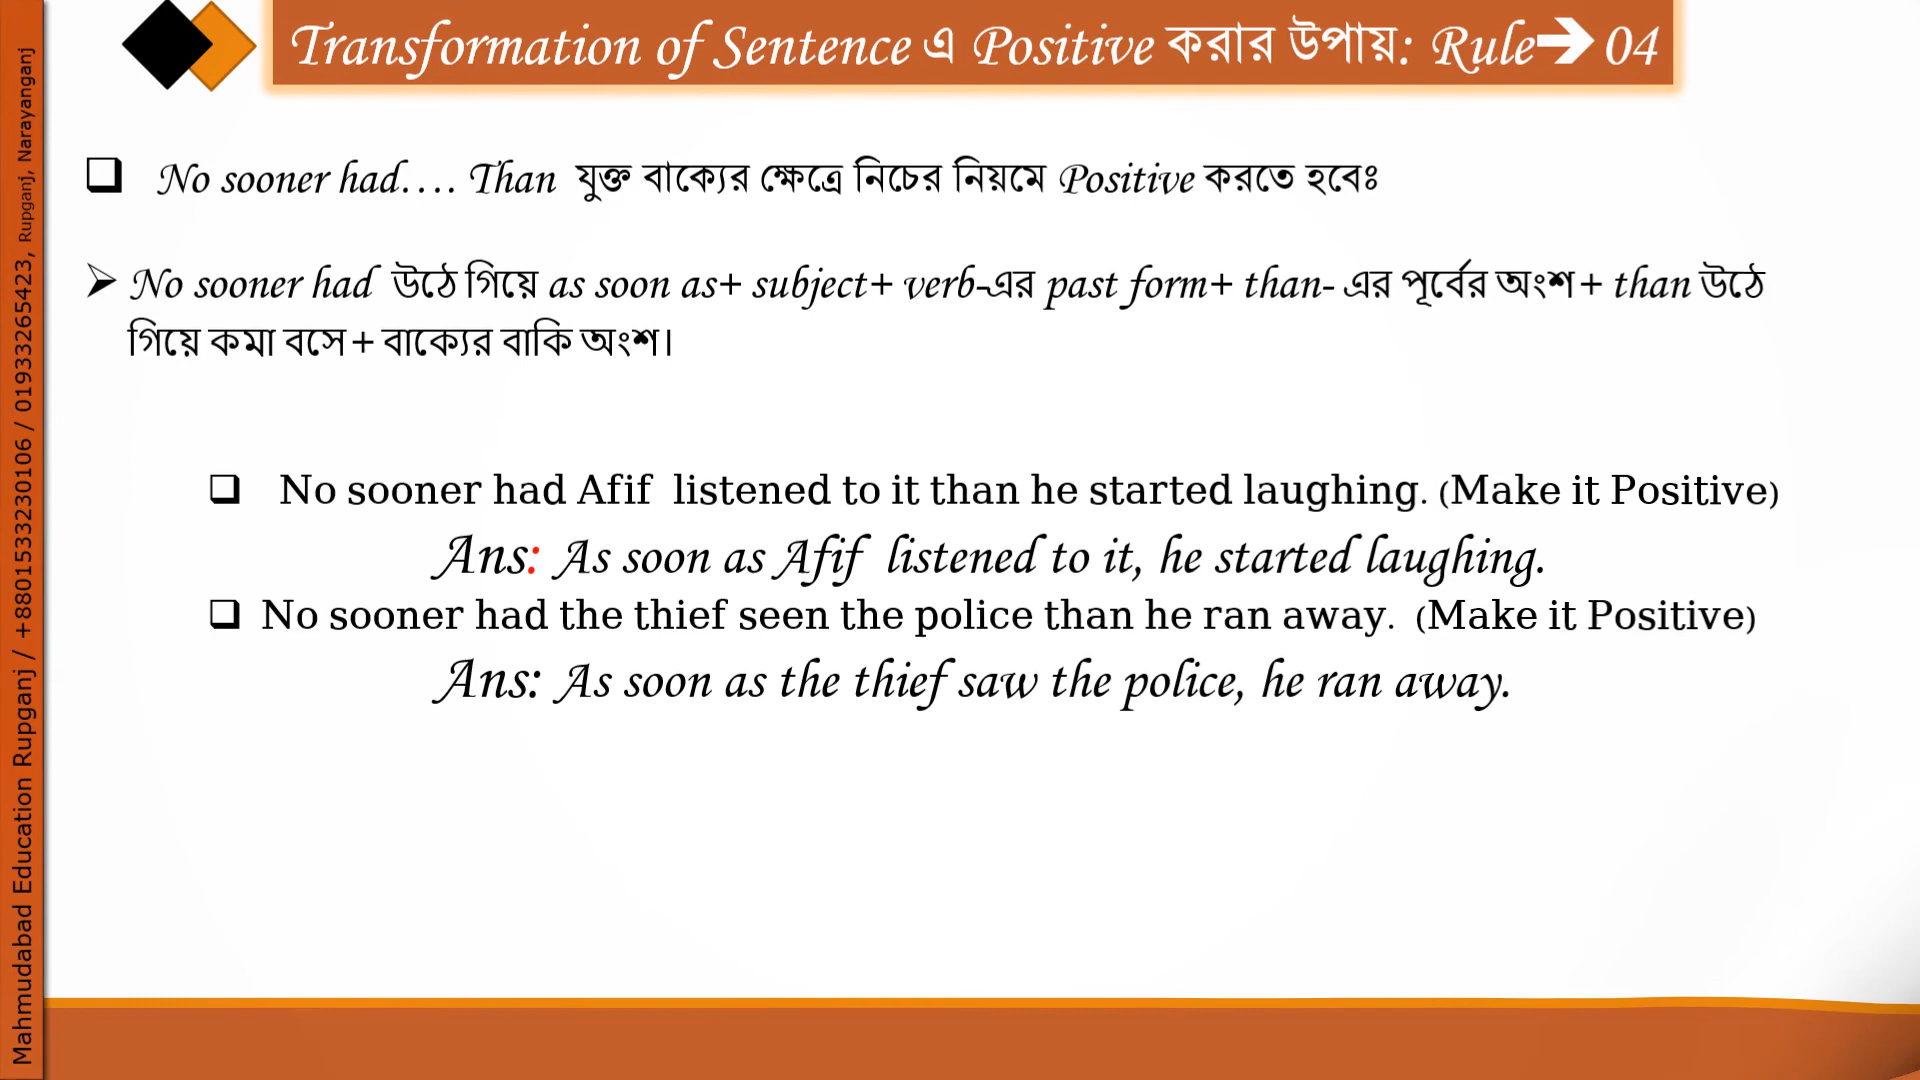 Transformation of Sentence এ Positive করার উপায়: Rule→ 04
❑ No sooner had.... Than যুক্ত বাক্যের ক্ষেত্রে নিচের নিয়মে Positive করতে হবেঃ
➢ No sooner had উঠে গিয়ে as soon as+ subject+ verb-এর past form+ than- এর পূর্বের অংশ+ than উঠে
গিয়ে কমা বসে+ বাক্যের বাকি অংশ।
❑ No sooner had Afif listened to it than he started laughing. (Make it Positive)
Ans: As soon as Afif listened to it, he started laughing.
❑ No sooner had the thief seen the police than he ran away. (Make it Positive)
Ans: As soon as the thief saw the police, he ran away.
Mahmudabad Education Rupganj / +8801533230106 / 01933265423, Rupganj, Narayanganj